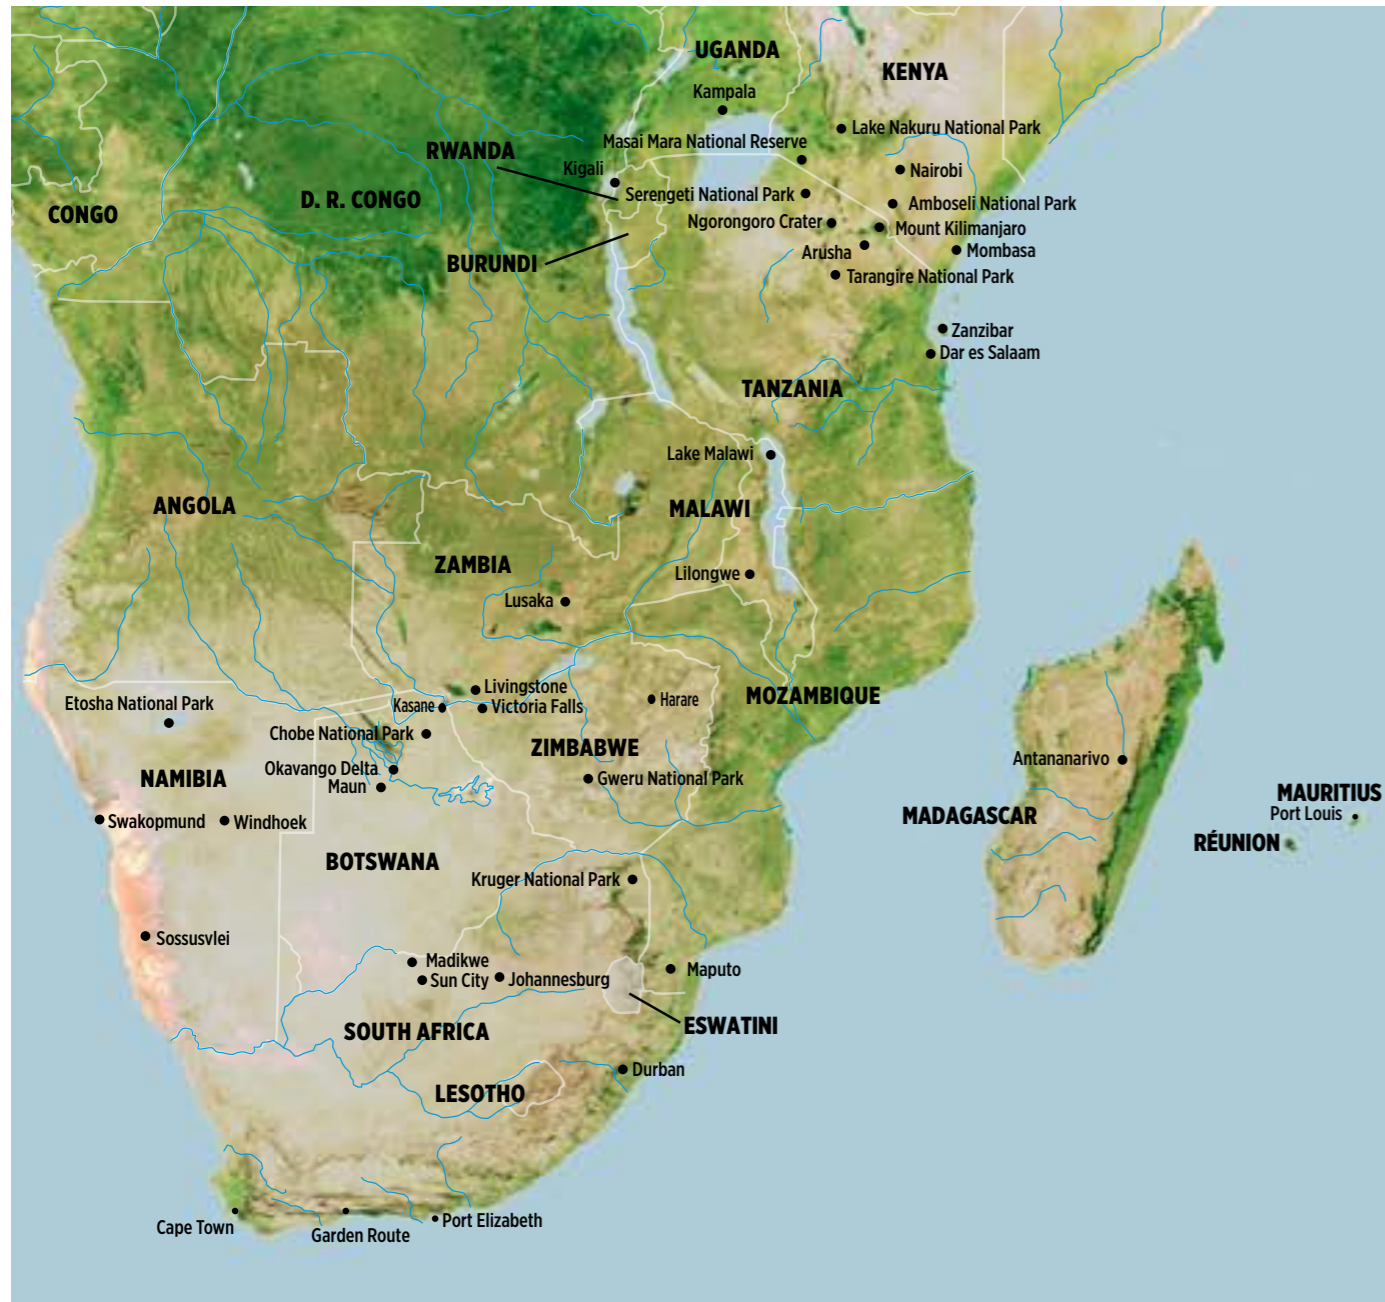 UGANDA
KENYA
Kampala
Lake Nakuru National Park
Masai Mara National Reserve
RWANDA
Kigali
Nairobi
Serengeti National Park
D. R. CONGO
Amboseli National Park
CONGO
Ngorongoro Crater
Mount Kilimanjaro
Arusha
Mombasa
BURUNDI
Tarangire National Park
Zanzibar
Dar es Salaam
TANZANIA
Lake Malawi
ANGOLA
MALAWI
ZAMBIA
Lilongwe
Lusaka
Livingstone
Etosha National Park
Kasane
Victoria Falls
Harare
MOZAMBIQUE
Chobe National Park
ZIMBABWE
Antananarivo
Okavango Delta
NAMIBIA
Gweru National Park
Maun
MAURITIUS
Port Louis
Swakopmund
Windhoek
MADAGASCAR
RÉUNION
BOTSWANA
Kruger National Park
Sossusvlei
Madikwe
Maputo
Sun City
Johannesburg
ESWATINI
SOUTH AFRICA
Durban
LESOTHO
Port Elizabeth
Cape Town
Garden Route